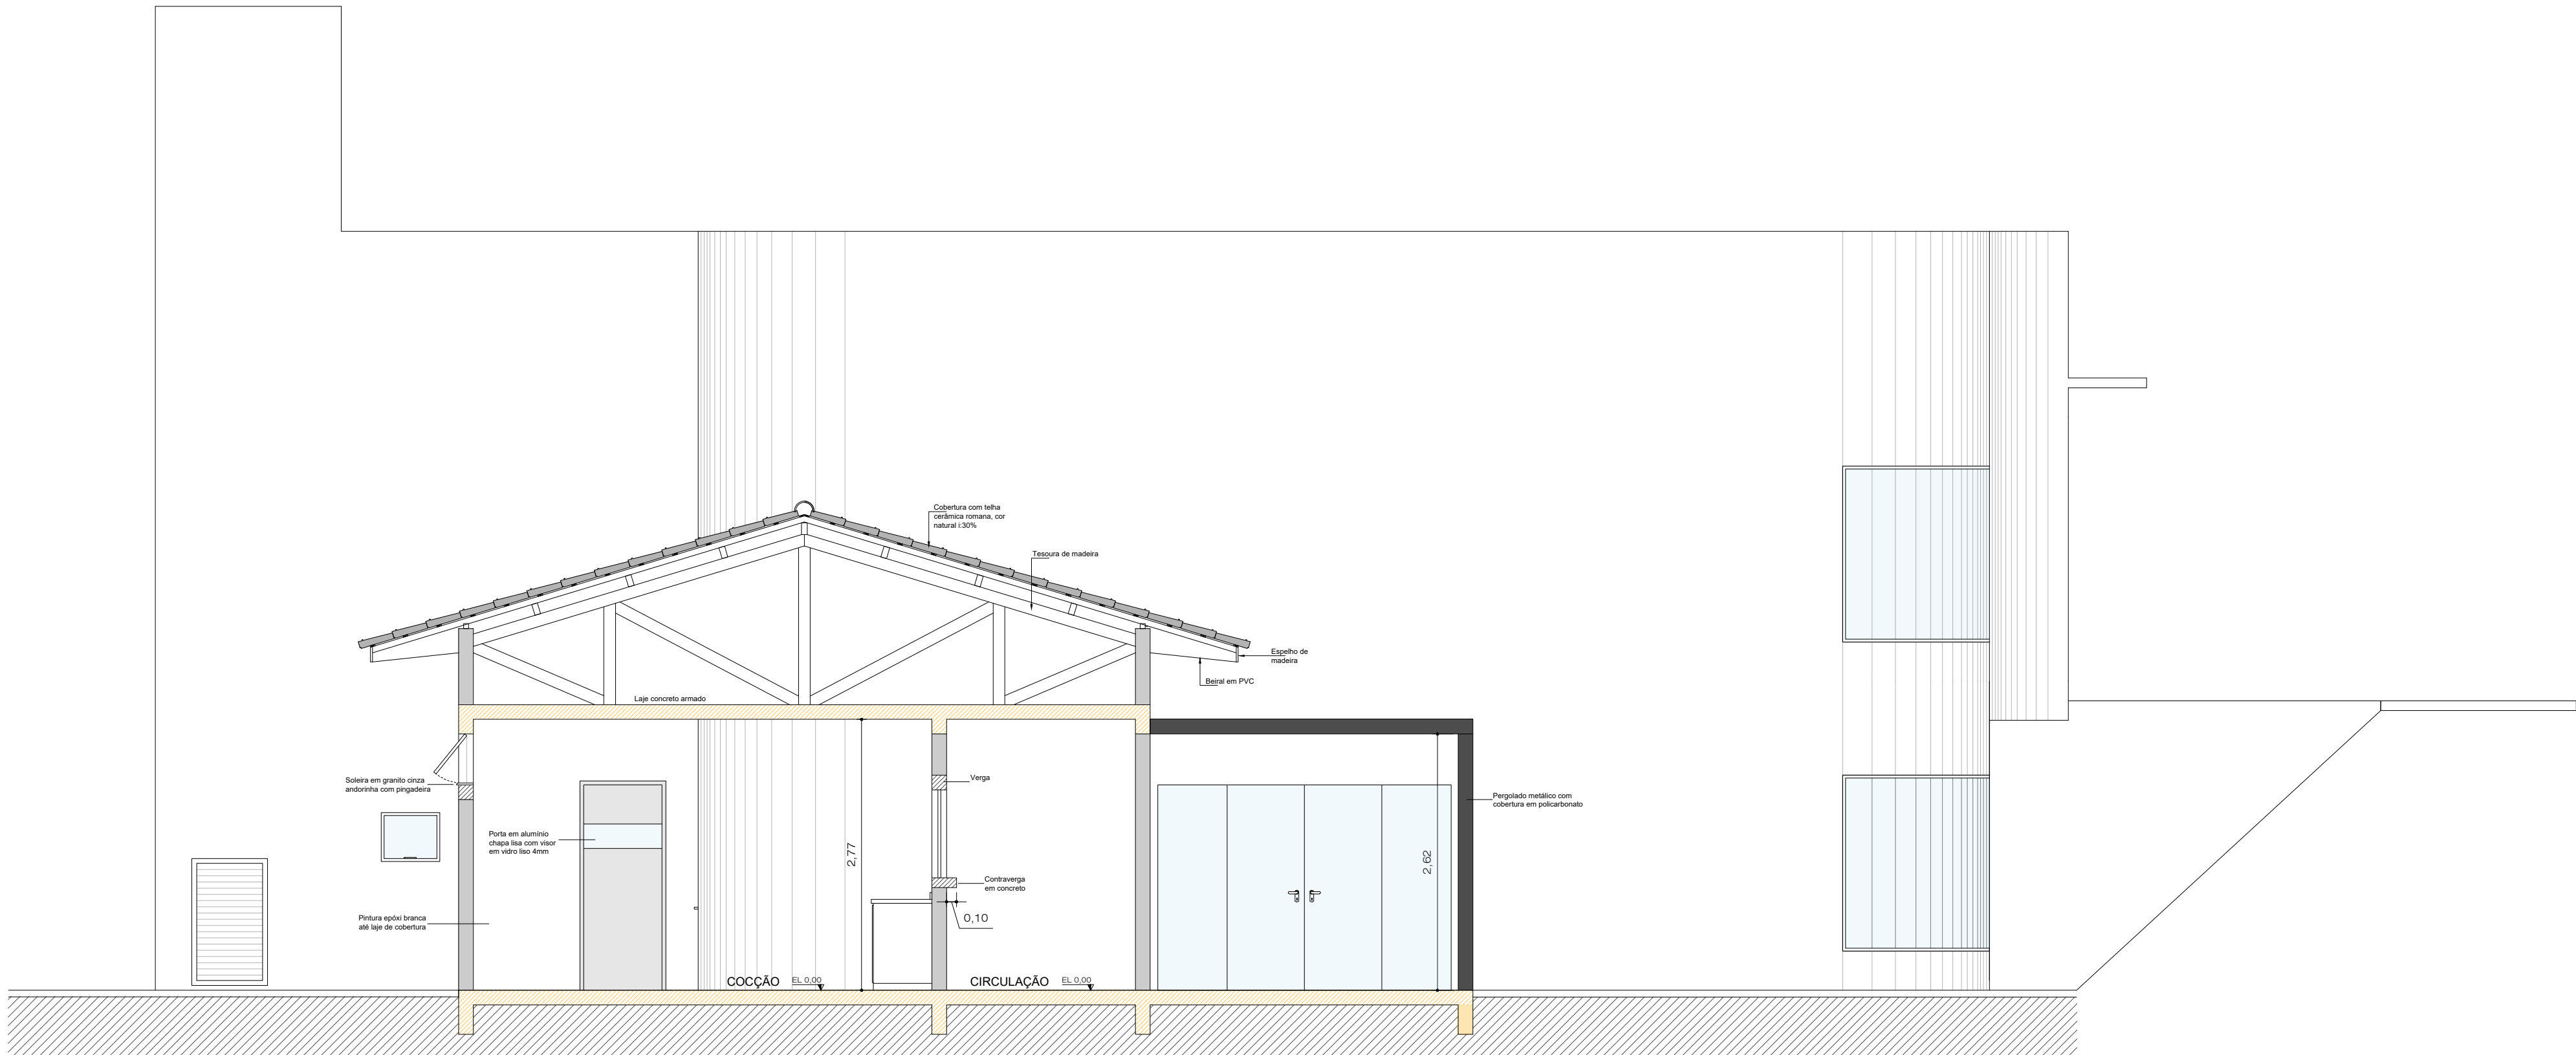 Cobertura com telha
cerâmica romana, cor
natural i:30%
Tesoura de madeira
Espelho de
madeira
Beiral em PVC
Laje concreto armado
Soleira em granito cinza
andorinha com pingadeira
Verga
Pergolado metálico com
cobertura em policarbonato
Porta em alumínio
chapa lisa com visor
em vidro liso 4mm
2,77
2,62
Contraverga
em concreto
0,10
Pintura epóxi branca
até laje de cobertura
COCÇÃO EL 0,00
CIRCULAÇÃO EL 0,00